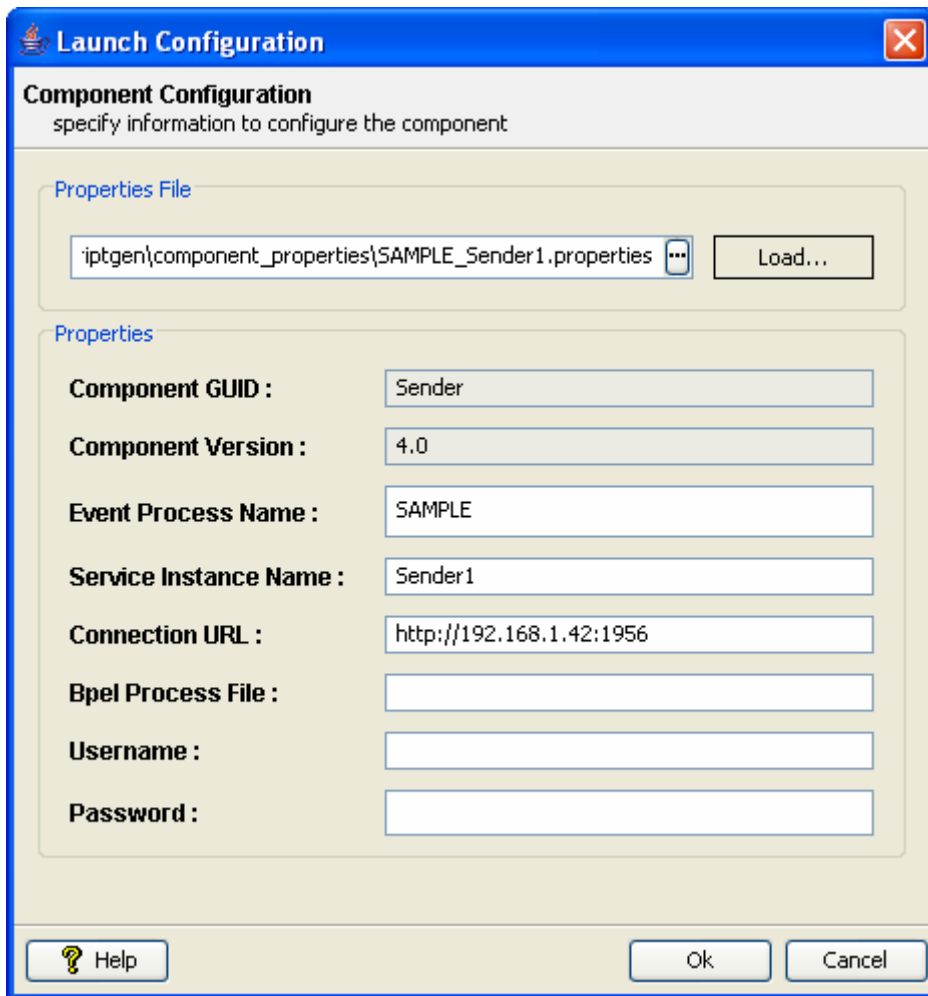 Launch Configuration
Component Configuration
specify information to configure the component
Properties File
iptgen\component_properties\SAMPLE_Sender1.properties ... Load...
Properties
Component GUID : Sender
Component Version : 4.0
Event Process Name : SAMPLE
Service Instance Name : Sender1
Connection URL : http://192.168.1.42:1956
Bpel Process File :
Username :
Password :
? Help Ok Cancel